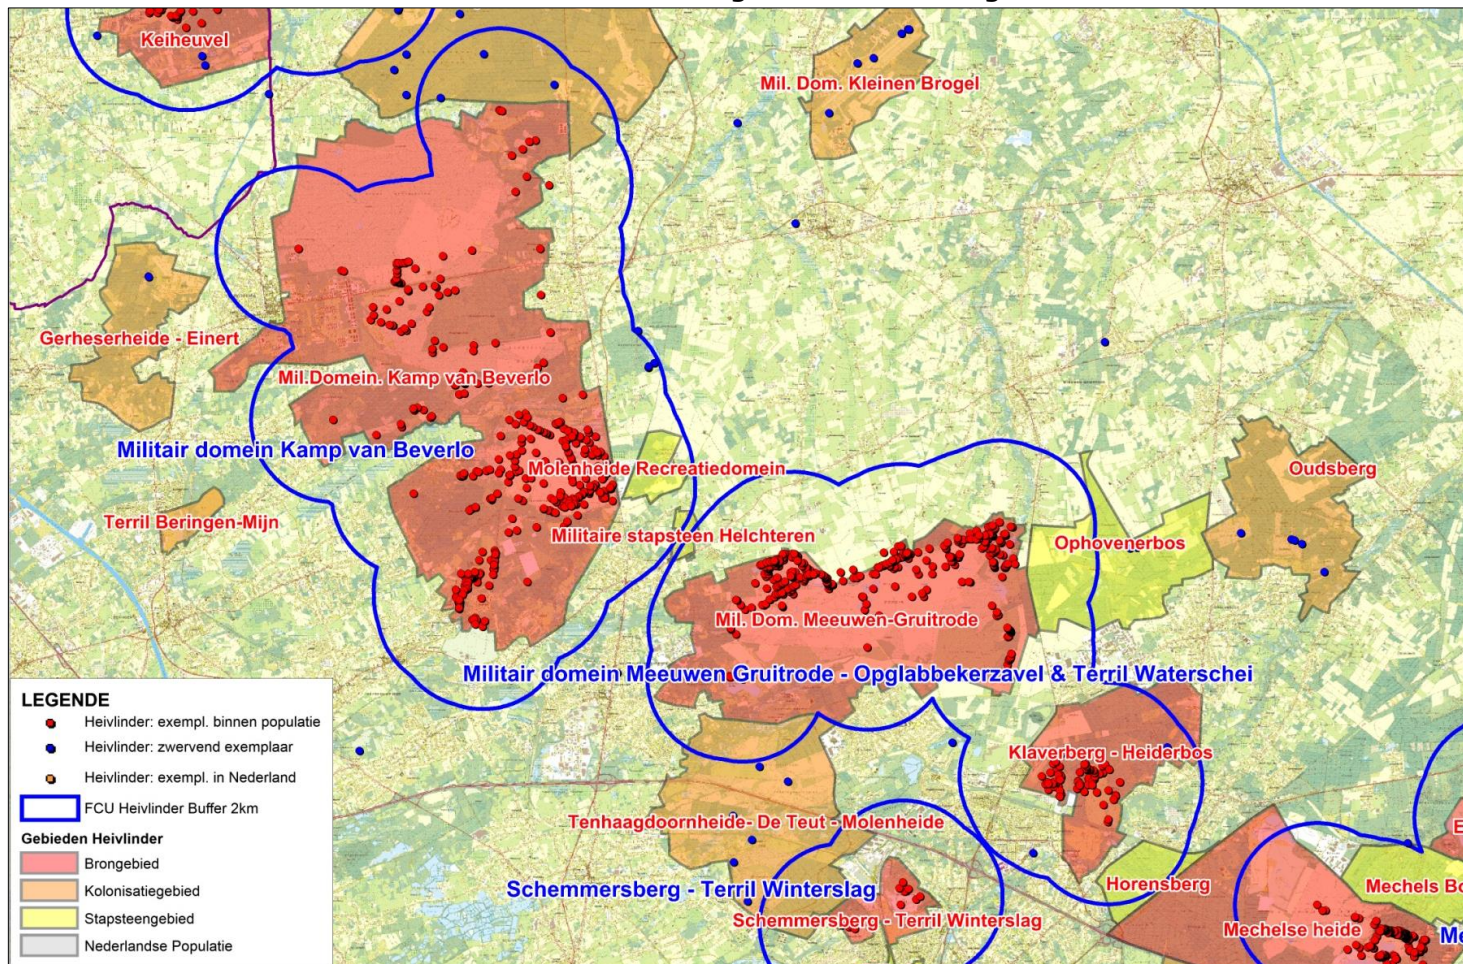 Keiheuvel
Mil. Dom. Kleinen Brogel
Gerheserheide - Einert
Mil.Domein. Kamp van Beverlo
Militair domein Kamp van Beverlo
Molenheide Recreatiedomein
Oudsberg
Terril Beringen-Mijn
Militaire stapsteen Helchteren
Ophovenerbos
Mil. Dom. Meeuwen-Gruitrode
Militair domein Meeuwen Gruitrode - Opglabbekerzavel & Terril Waterschei
Klaverberg - Heiderbos
Tenhaagdoornheide- De Teut - Molenheide
Schemmersberg - Terril Winterslag
Horensberg
Mechels Bo
Schemmersberg - Terril Winterslag
Mechelse heide
Me
LEGENDE
Heivlinder: exempl. binnen populatie
Heivlinder: zwervend exemplaar
Heivlinder: exempl. in Nederland
FCU Heivlinder Buffer 2km
Gebieden Heivlinder
Brongebied
Kolonisatiegebied
Stapsteengebied
Nederlandse Populatie